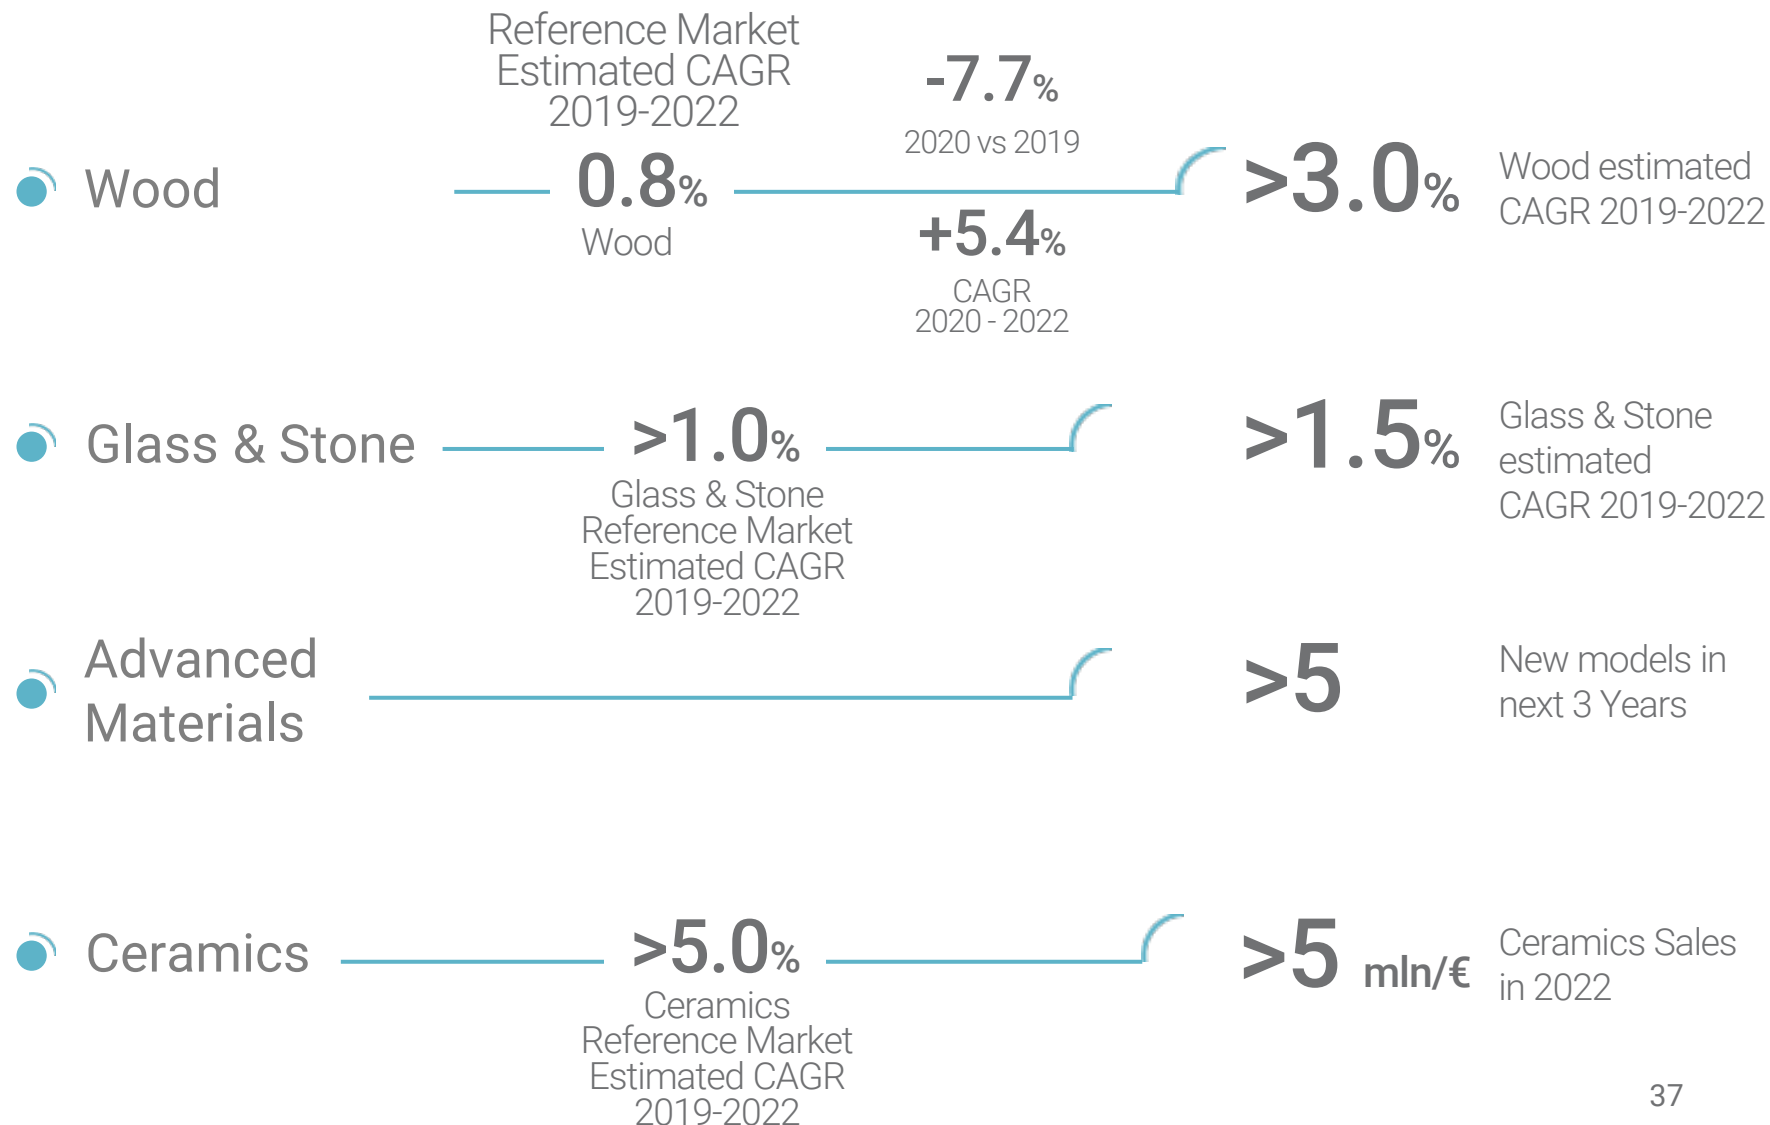 Reference Market
Estimated CAGR
2019-2022
-7.7%
2020 vs 2019
Wood
0.8%
Wood
+5.4%
CAGR
2020 - 2022
>3.0%
Wood estimated
CAGR 2019-2022
Glass & Stone
>1.0%
Glass & Stone
Reference Market
Estimated CAGR
2019-2022
>1.5%
Glass & Stone
estimated
CAGR 2019-2022
Advanced
Materials
>5
New models in
next 3 Years
Ceramics
>5.0%
Ceramics
Reference Market
Estimated CAGR
2019-2022
>5 mln/€
Ceramics Sales
in 2022
37